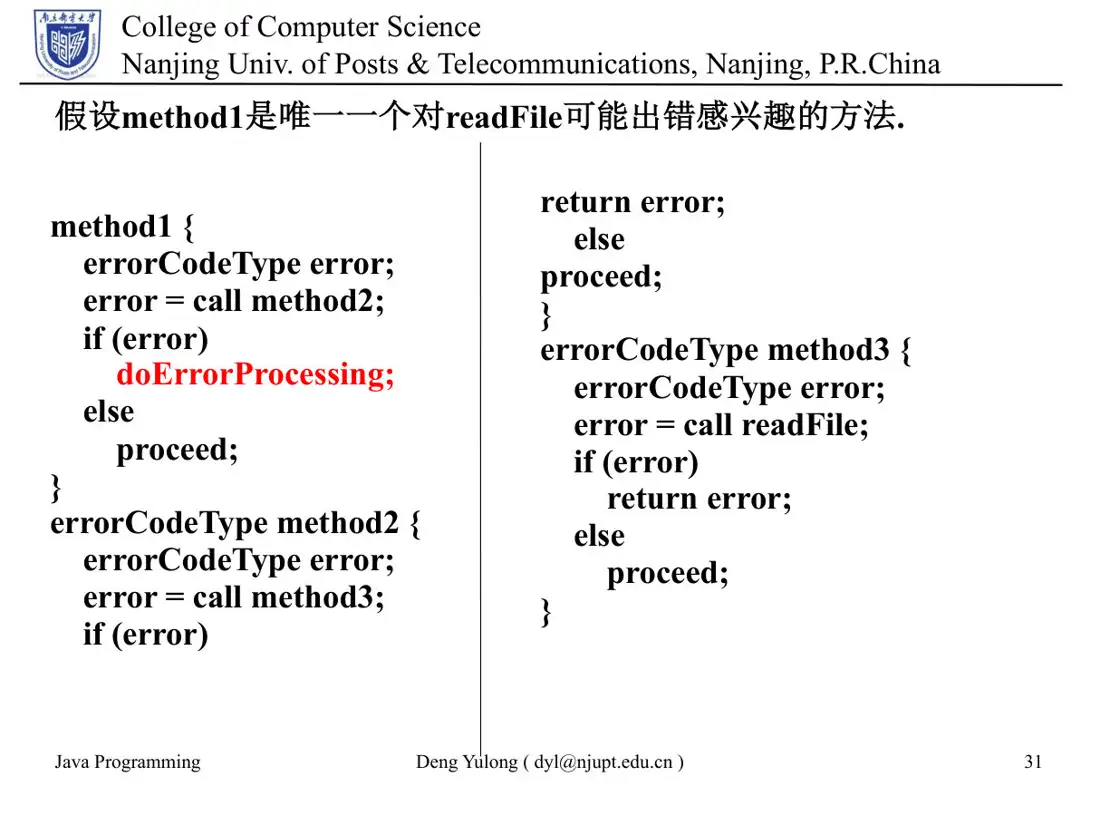 College of Computer Science
Nanjing Univ. of Posts & Telecommunications, Nanjing, P.R.China
假设method1是唯一一个对readFile可能出错感兴趣的方法.
method1 {
errorCodeType error;
error = call method2;
if (error)
doErrorProcessing;
else
proceed;
}
errorCodeType method2 {
errorCodeType error;
error = call method3;
if (error)
return error;
else
proceed;
}
errorCodeType method3 {
errorCodeType error;
error = call readFile;
if (error)
return error;
else
proceed;
}
Java Programming
Deng Yulong ( dyl@njupt.edu.cn )
31